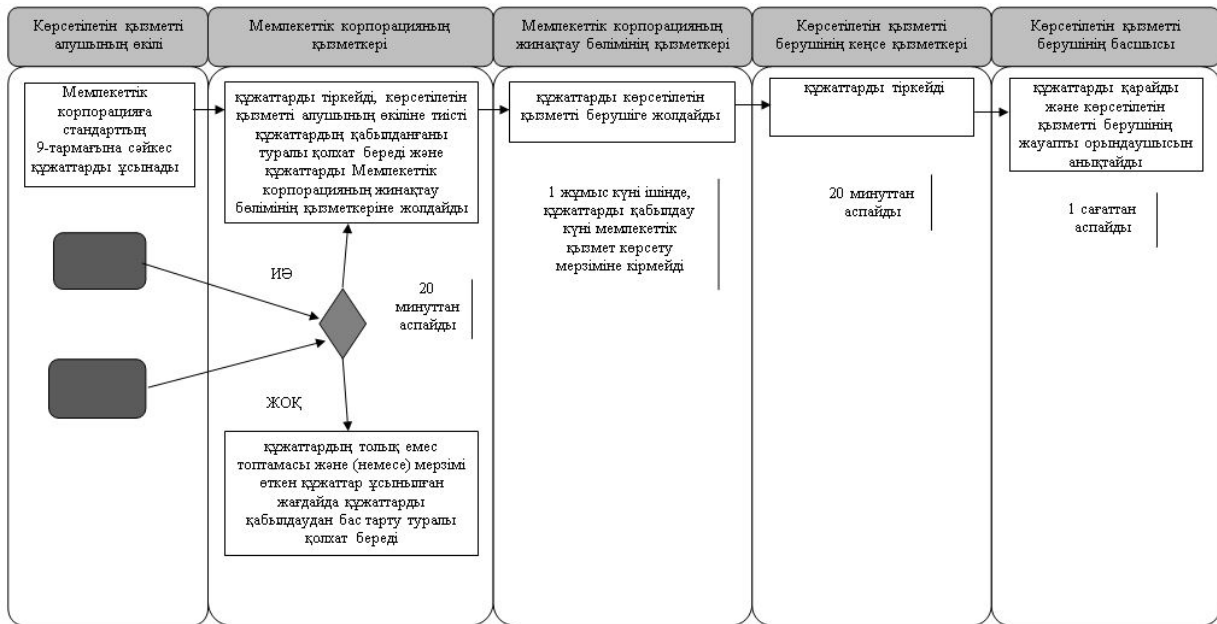 Көрсетілетін қызметті
алушының өкілі
Мемлекеттік корпорацияның
қызметкері
Мемлекеттік корпорацияның
жинақтау бөлімінің қызметкері
Көрсетілетін қызметті
берушінің кеңсе қызметкері
Көрсетілетін қызметті
берушінің басшысы
Мемлекеттік
корпорацияға
стандарттың
9-тармағына сәйкес
құжаттарды ұсынады
құжаттарды тіркейді, көрсетілетін
қызметті алушының өкіліне тиісті
құжаттардың қабылданғаны
туралы қолхат береді және
құжаттарды Мемлекеттік
корпорацияның жинақтау
бөлімінің қызметкеріне жолдайды
құжаттарды көрсетілетін
қызметті берушіге жолдайды
құжаттарды тіркейді
құжаттарды қарайды
және көрсетілетін
қызметті берушінің
жауапты орындаушысын
анықтайды
1 жұмыс күні ішінде,
құжаттарды қабылдау
күні мемлекеттік
қызмет көрсету
мерзіміне кірмейді
20 минуттан
аспайды
1 сағаттан
аспайды
ИӘ
20
минуттан
аспайды
ЖОҚ
құжаттардың толық емес
топтамасы және (немесе) мерзімі
өткен құжаттар ұсынылған
жағдайда құжаттарды
қабылдаудан бас тарту туралы
қолхат береді